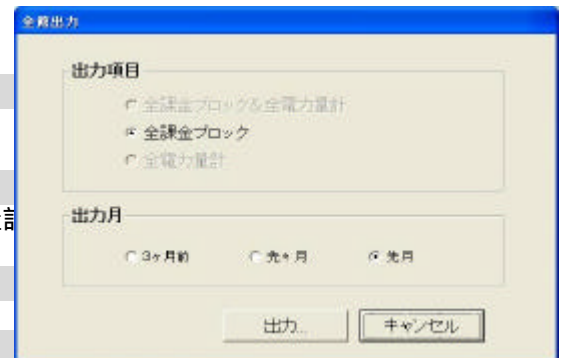 全館出力
出力項目
全課金ブロック&全電力量計
全課金ブロック
全電力量計
出力月
3ヶ月前 先々月 先月
出力... キャンセル